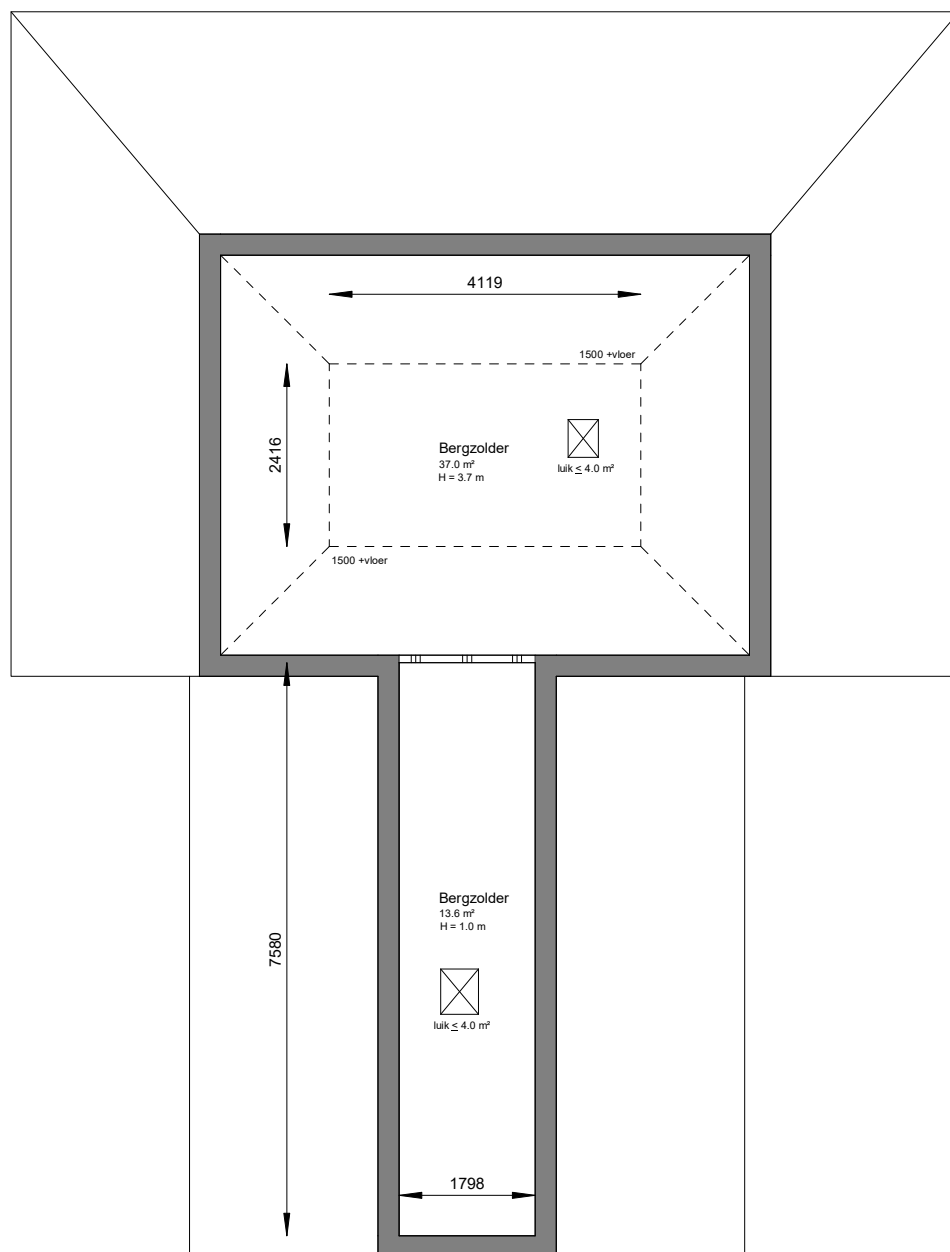 4119
1500 +vloer
2416
Bergzolder
37.0 m²
H = 3.7 m
luik ≤ 4.0 m²
1500 +vloer
Bergzolder
13.6 m²
H = 1.0 m
7580
luik ≤ 4.0 m²
1798